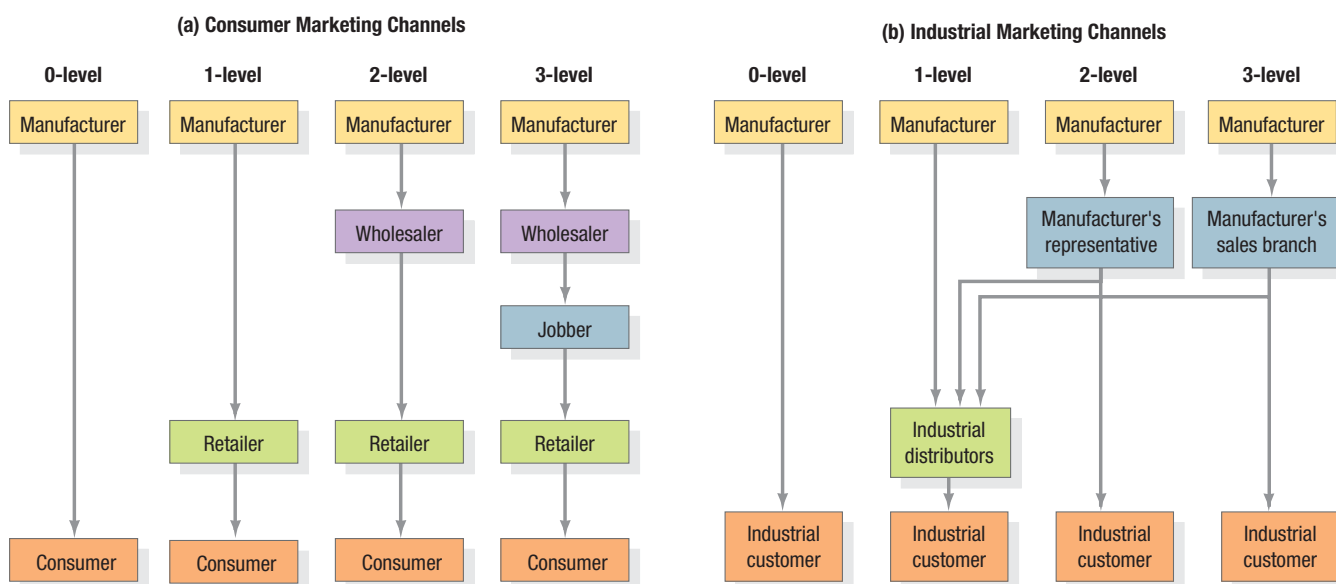 (a) Consumer Marketing Channels
0-level
1-level
2-level
3-level
Manufacturer
Manufacturer
Manufacturer
Manufacturer
Wholesaler
Wholesaler
Jobber
Retailer
Retailer
Retailer
Consumer
Consumer
Consumer
Consumer
(b) Industrial Marketing Channels
0-level
1-level
2-level
3-level
Manufacturer
Manufacturer
Manufacturer
Manufacturer
Manufacturer's
representative
Manufacturer's
sales branch
Industrial
distributors
Industrial
customer
Industrial
customer
Industrial
customer
Industrial
customer